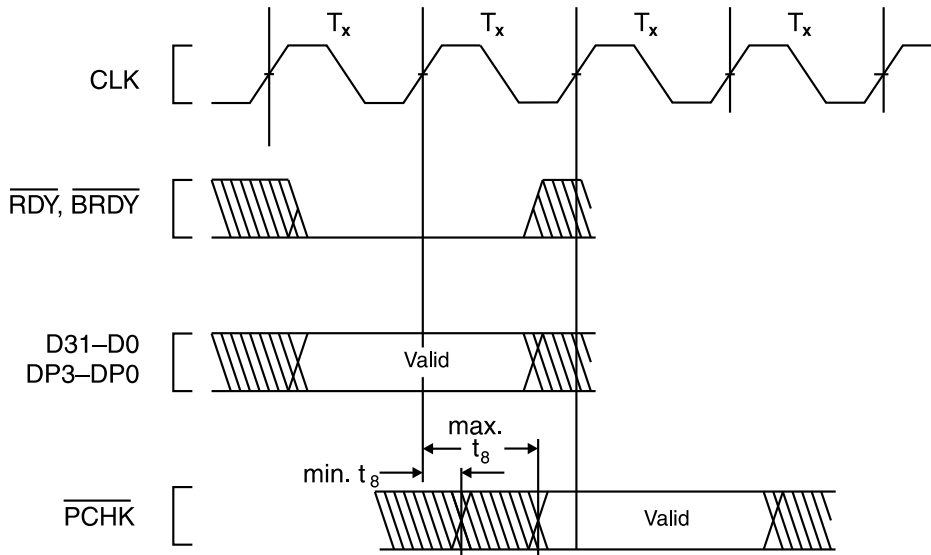 Tx Tx Tx Tx
CLK
RDY, BRDY
D31–D0
DP3–DP0
Valid
max.
t8
min. t8
PCHK
Valid